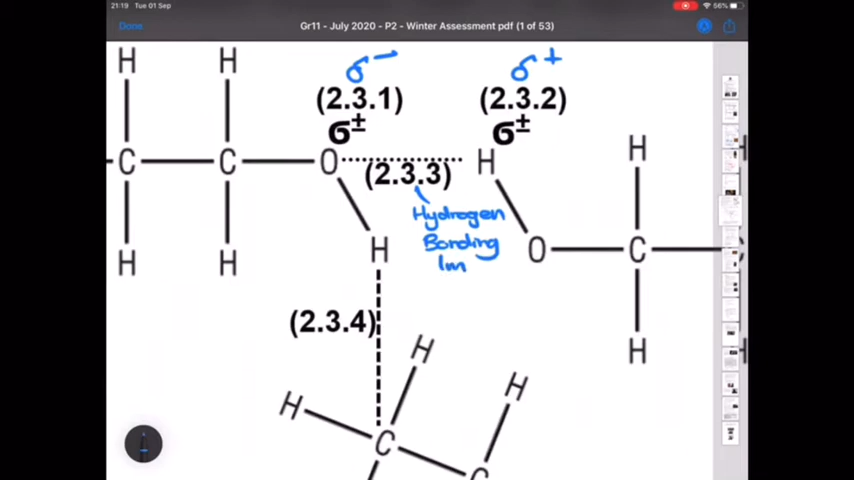 21:19 Tue 01 Sep
56%
Done
Gr11 - July 2020 - P2 - Winter Assessment pdf (1 of 53)
H H
σ− σ+
(2.3.1) (2.3.2)
σ± σ±
H
C C O H
(2.3.3)
Hydrogen
Bonding
Im
H O C
H H
(2.3.4)
H H
H H
C
C